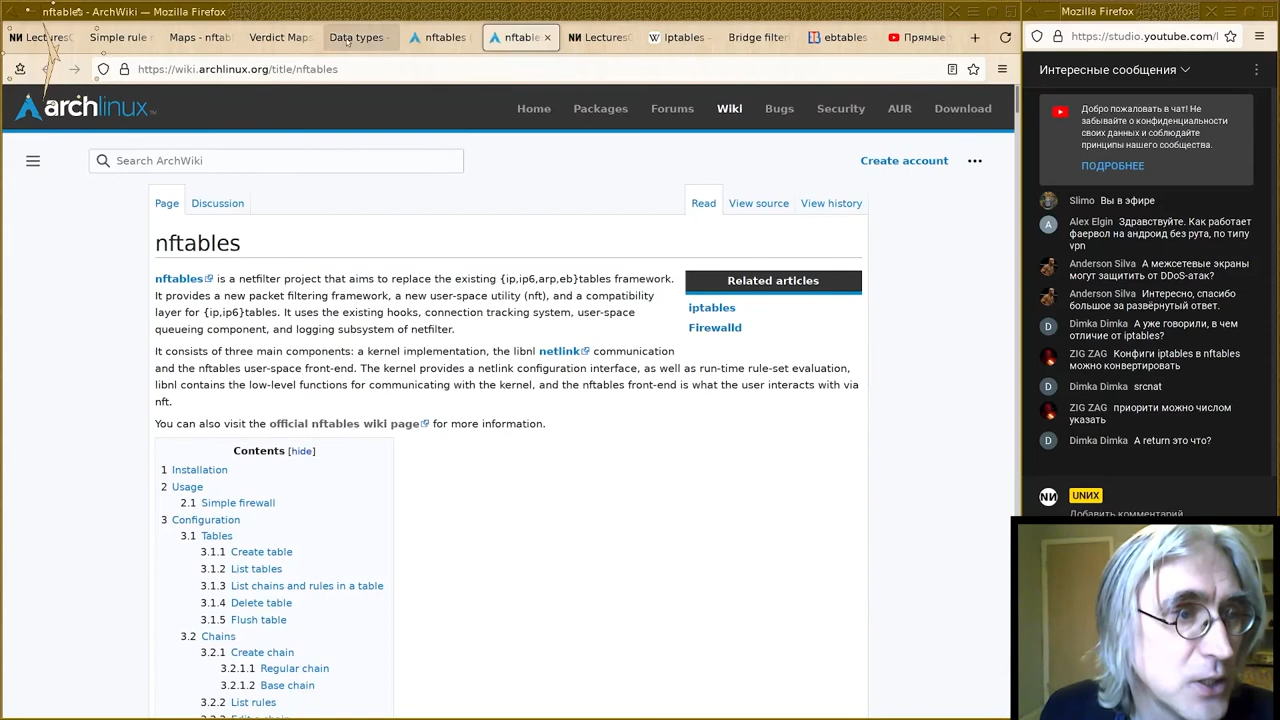 nftables - ArchWiki — Mozilla Firefox
Mozilla Firefox
Simple rule
Maps - nftabl
Verdict Maps
Data types -
nftables
nftable
Lectures
Iptables
Bridge filter
ebtables
Прямые
https://wiki.archlinux.org/title/nftables
https://studio.youtube.com/l
archlinux
Home
Packages
Forums
Wiki
Bugs
Security
AUR
Download
Search ArchWiki
Create account
Page
Discussion
Read
View source
View history
nftables
nftables is a netfilter project that aims to replace the existing {ip,ip6,arp,eb}tables framework.
It provides a new packet filtering framework, a new user-space utility (nft), and a compatibility
layer for {ip,ip6}tables. It uses the existing hooks, connection tracking system, user-space
queueing component, and logging subsystem of netfilter.
Related articles
iptables
Firewalld
It consists of three main components: a kernel implementation, the libnl netlink communication
and the nftables user-space front-end. The kernel provides a netlink configuration interface, as well as run-time rule-set evaluation,
libnl contains the low-level functions for communicating with the kernel, and the nftables front-end is what the user interacts with via
nft.
You can also visit the official nftables wiki page for more information.
Contents [hide]
1 Installation
2 Usage
2.1 Simple firewall
3 Configuration
3.1 Tables
3.1.1 Create table
3.1.2 List tables
3.1.3 List chains and rules in a table
3.1.4 Delete table
3.1.5 Flush table
3.2 Chains
3.2.1 Create chain
3.2.1.1 Regular chain
3.2.1.2 Base chain
3.2.2 List rules
Интересные сообщения
Добро пожаловать в чат! Не
забывайте о конфиденциальности
своих данных и соблюдайте
принципы нашего сообщества.
ПОДРОБНЕЕ
Slimo Вы в эфире
Alex Elgin Здравствуйте. Как работает
фаервол на андроид без рута, по типу
vpn
Anderson Silva А межсетевые экраны
могут защитить от DDoS-атак?
Anderson Silva Интересно, спасибо
большое за развёрнутый ответ.
Dimka Dimka А уже говорили, в чем
отличие от iptables?
ZIG ZAG Конфиги iptables в nftables
можно конвертировать
Dimka Dimka srcnat
ZIG ZAG приорити можно числом
указать
Dimka Dimka А return это что?
UNИX
Добавить комментарий